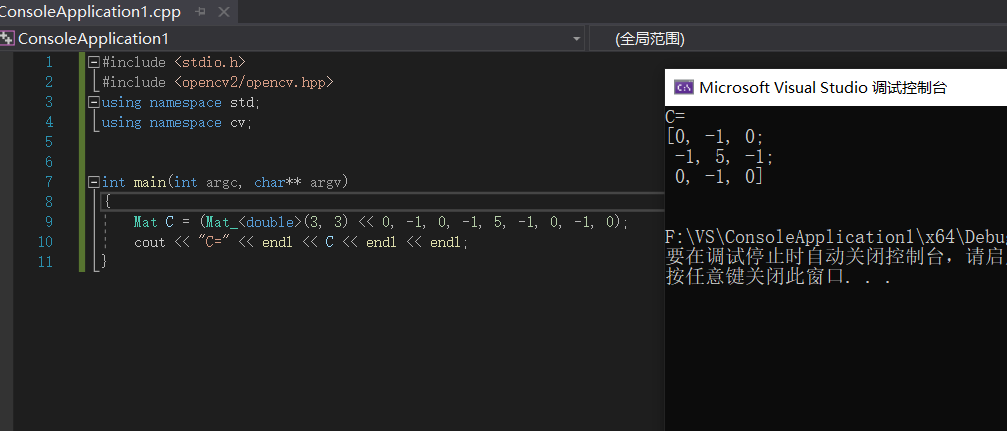 ConsoleApplication1.cpp
ConsoleApplication1
(全局范围)
1 #include <stdio.h>
2 #include <opencv2/opencv.hpp>
3 using namespace std;
4 using namespace cv;
5
6
7 int main(int argc, char** argv)
8 {
9 Mat C = (Mat_<double>(3, 3) << 0, -1, 0, -1, 5, -1, 0, -1, 0);
10 cout << "C=" << endl << C << endl << endl;
11 }
Microsoft Visual Studio 调试控制台
C=
[0, -1, 0;
-1, 5, -1;
0, -1, 0]
F:\VS\ConsoleApplication1\x64\Debug
要在调试停止时自动关闭控制台，请启
按任意键关闭此窗口. . .